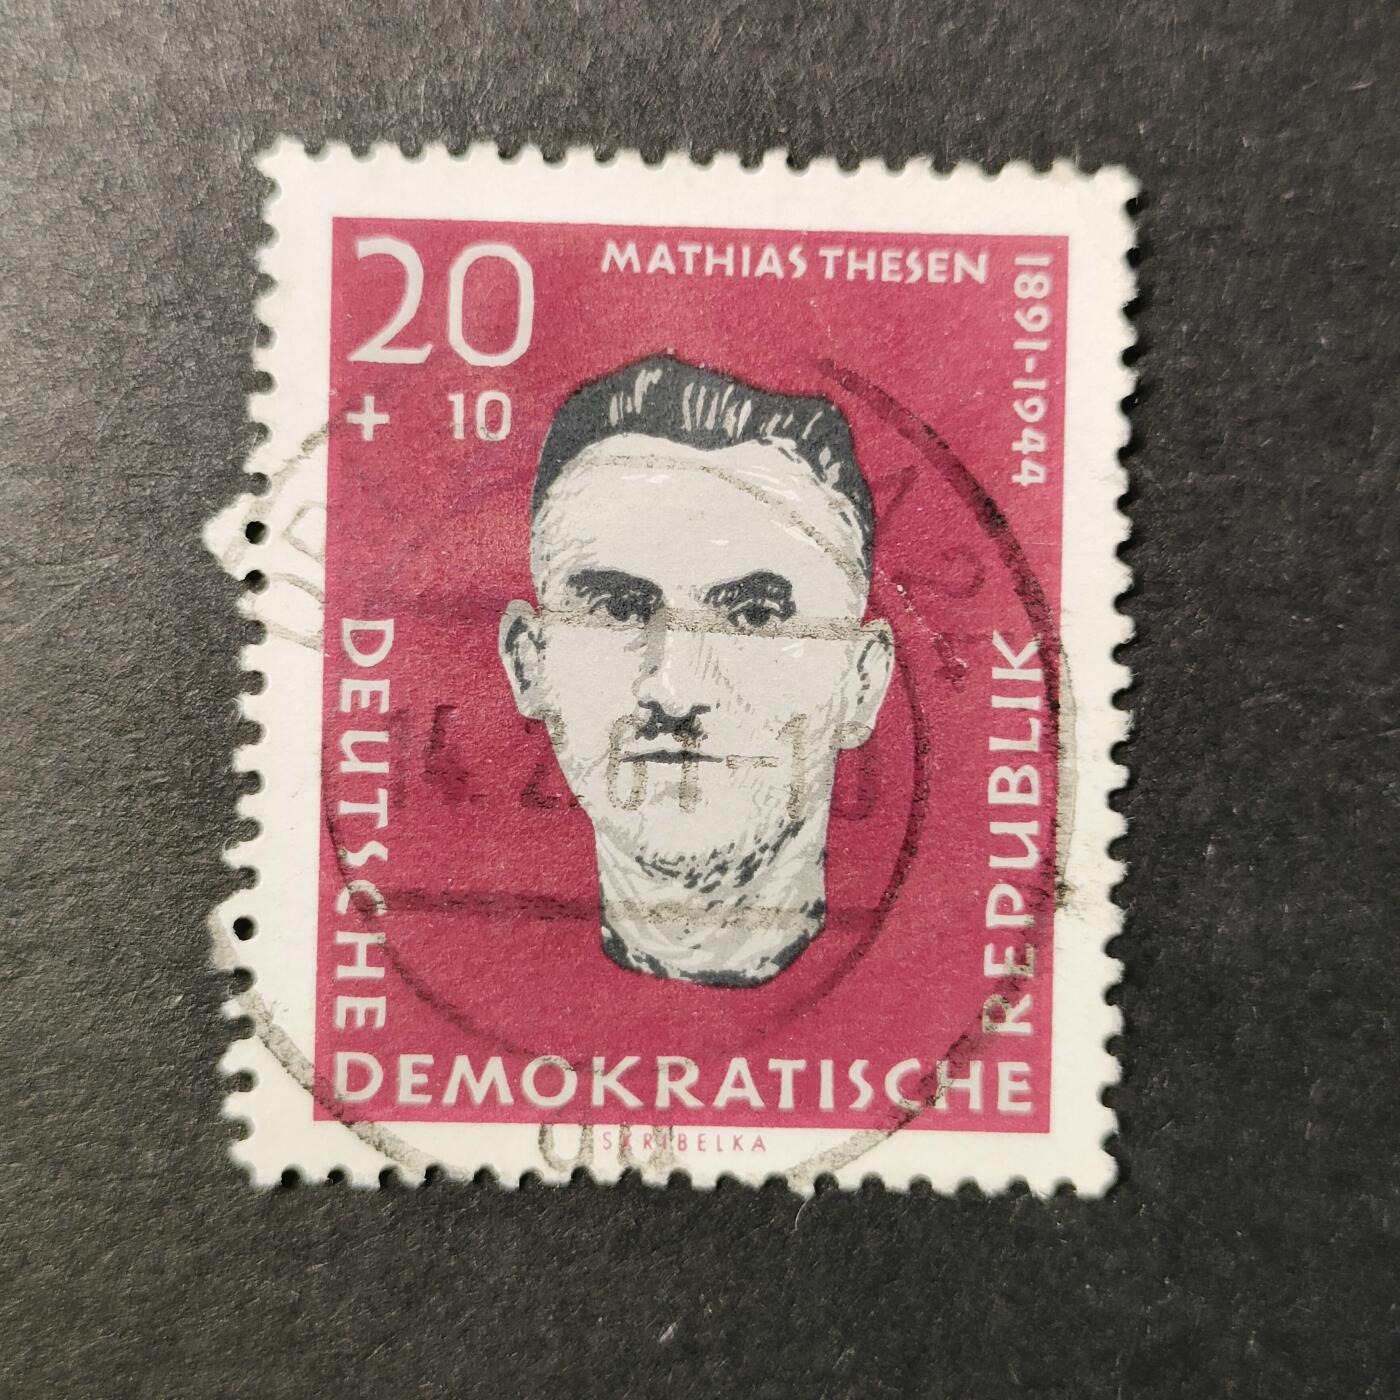 20
+ 10
MATHIAS THESEN
1891-1944
DEUTSCHE
DEMOKRATISCHE
REPUBLIK
SKRIBELKA